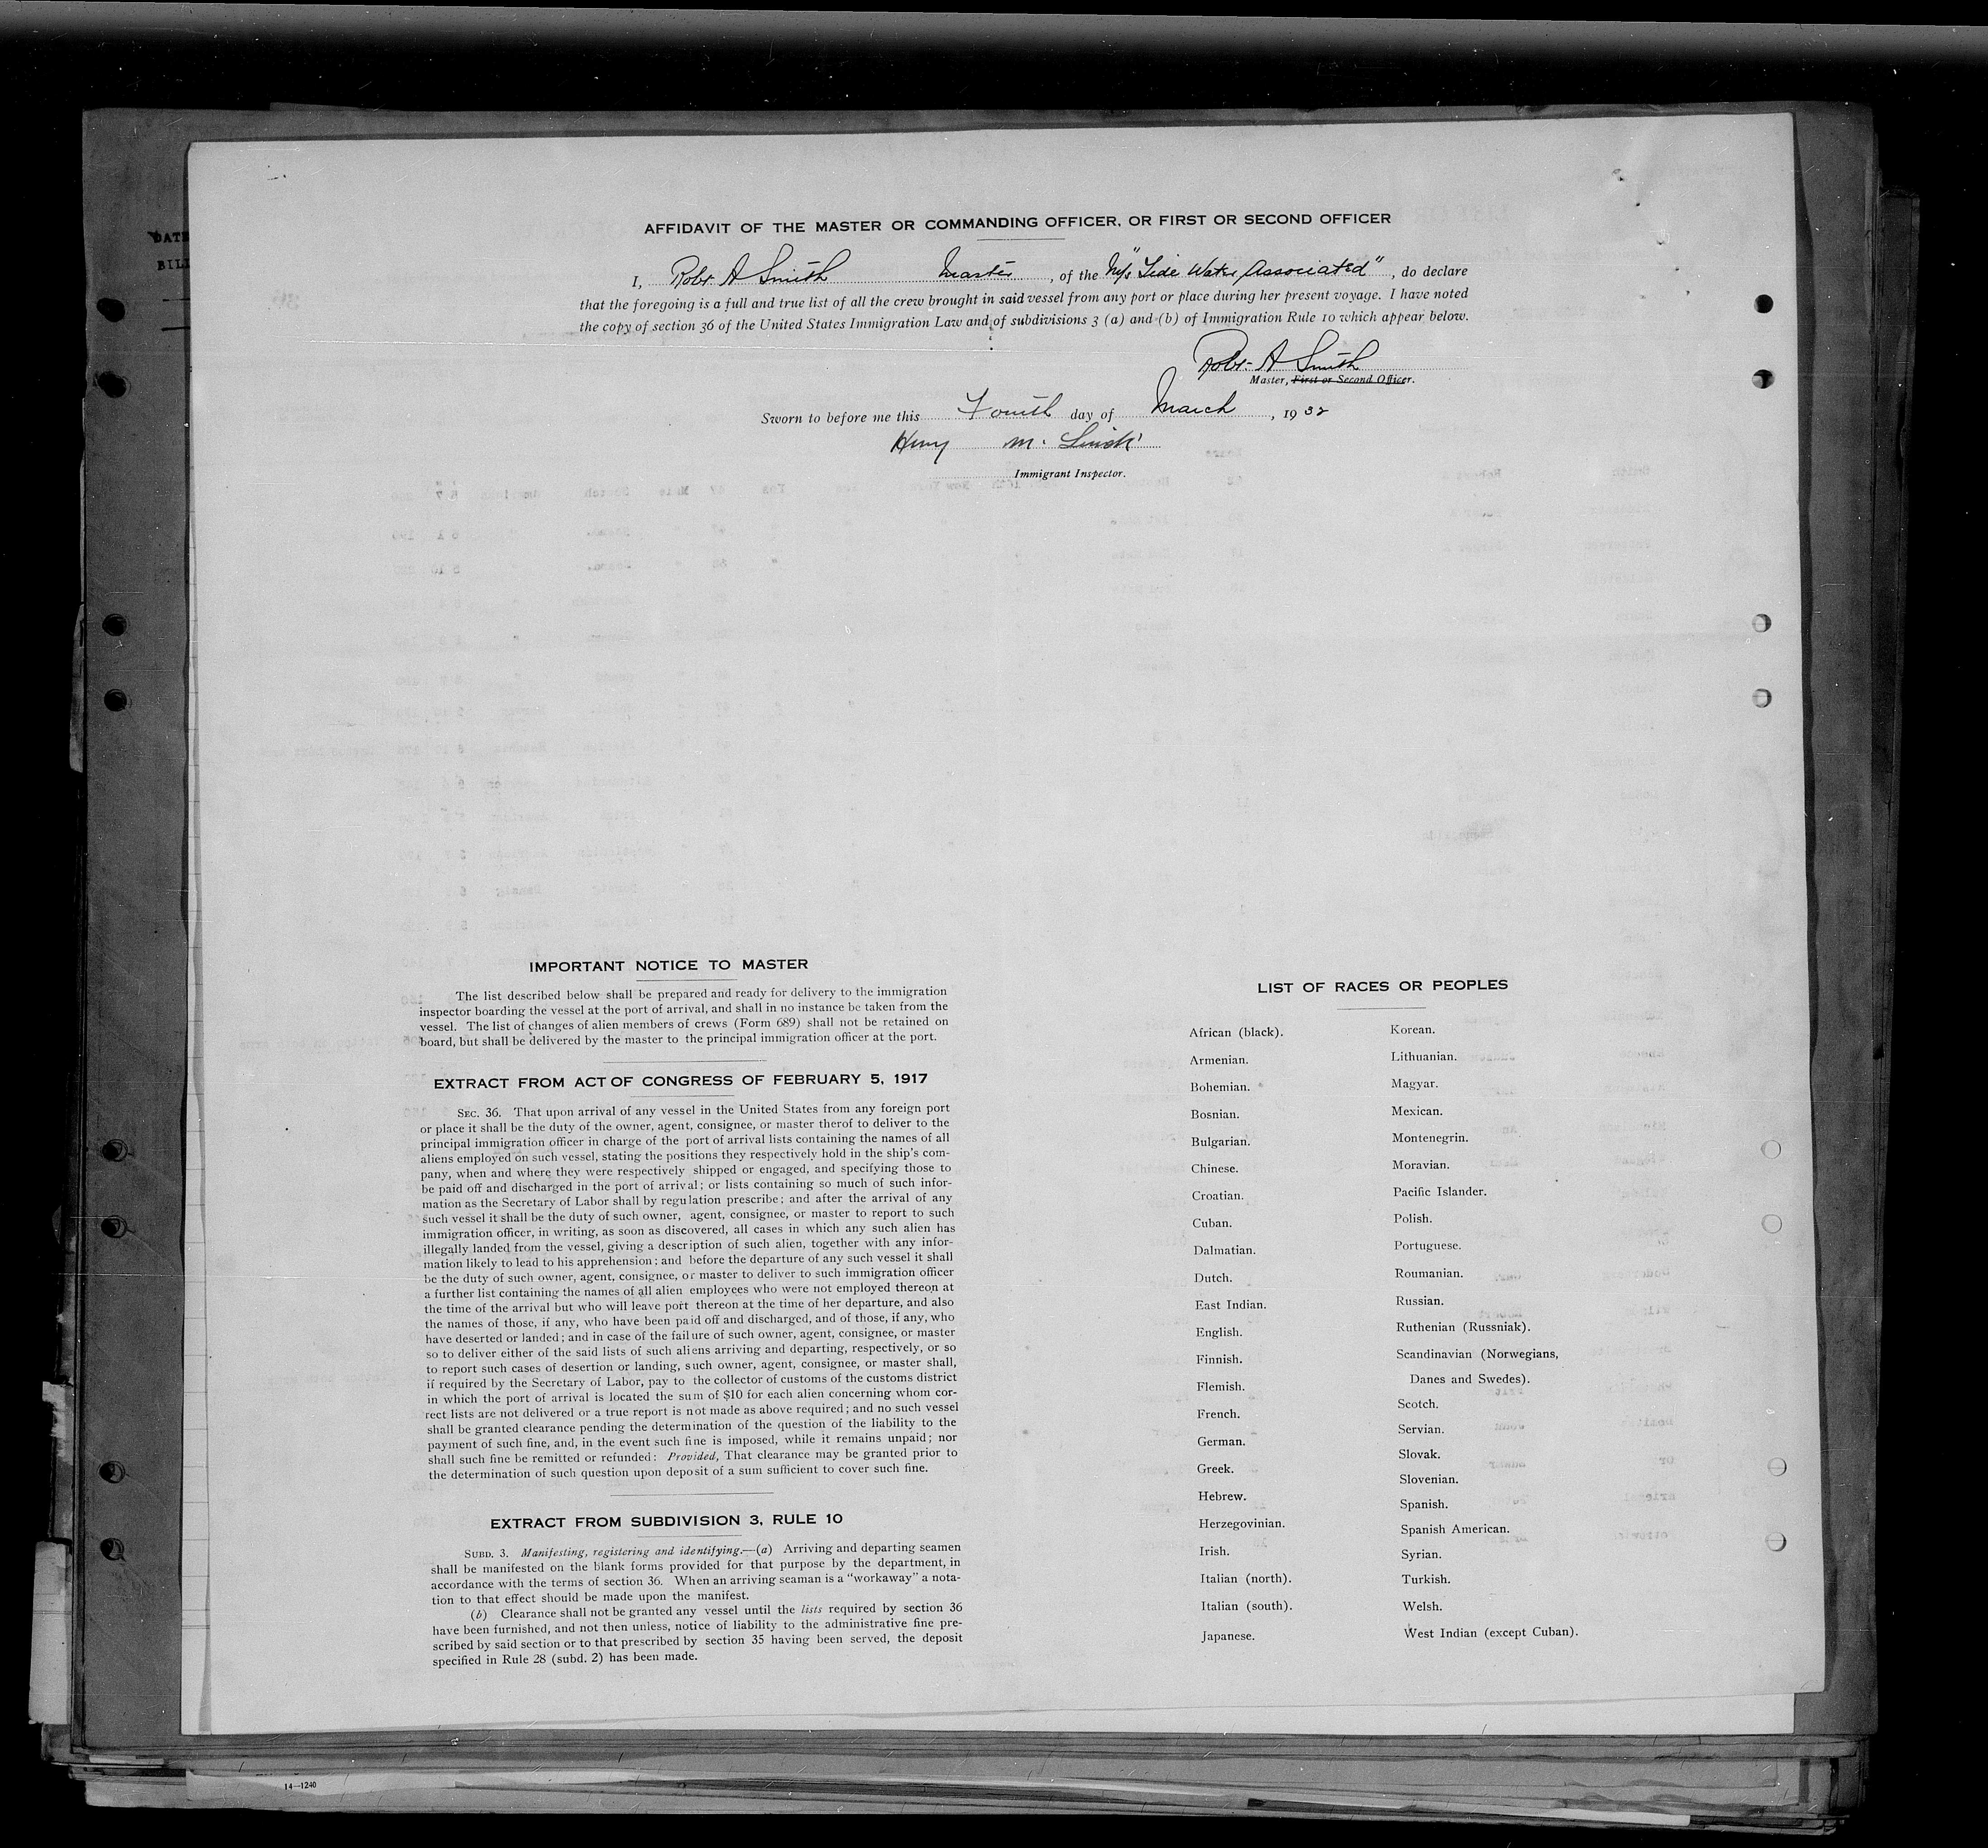 AFFIDAVIT OF THE MASTER OR COMMANDING OFFICER, OR FIRST OR SECOND OFFICER
I, Robt A Smith Master, of the M/s "Tide Water Associated", do declare
that the foregoing is a full and true list of all the crew brought in said vessel from any port or place during her present voyage. I have noted
the copy of section 36 of the United States Immigration Law and of subdivisions 3 (a) and (b) of Immigration Rule 10 which appear below.
Robt A Smith
Master, First or Second Officer.
Sworn to before me this Fourth day of March, 1932
Henry M.
Immigrant Inspector.
DATE
BILL
IMPORTANT NOTICE TO MASTER
The list described below shall be prepared and ready for delivery to the immigration
inspector boarding the vessel at the port of arrival, and shall in no instance be taken from the
vessel. The list of changes of alien members of crews (Form 689) shall not be retained on
board, but shall be delivered by the master to the principal immigration officer at the port.
EXTRACT FROM ACT OF CONGRESS OF FEBRUARY 5, 1917
SEC. 36. That upon arrival of any vessel in the United States from any foreign port
or place it shall be the duty of the owner, agent, consignee, or master therof to deliver to the
principal immigration officer in charge of the port of arrival lists containing the names of all
aliens employed on such vessel, stating the positions they respectively hold in the ship's com-
pany, when and where they were respectively shipped or engaged, and specifying those to
be paid off and discharged in the port of arrival; or lists containing so much of such infor-
mation as the Secretary of Labor shall by regulation prescribe; and after the arrival of any
such vessel it shall be the duty of such owner, agent, consignee, or master to report to such
immigration officer, in writing, as soon as discovered, all cases in which any such alien has
illegally landed from the vessel, giving a description of such alien, together with any infor-
mation likely to lead to his apprehension; and before the departure of any such vessel it shall
be the duty of such owner, agent, consignee, or master to deliver to such immigration officer
a further list containing the names of all alien employees who were not employed thereon at
the time of the arrival but who will leave port thereon at the time of her departure, and also
the names of those, if any, who have been paid off and discharged, and of those, if any, who
have deserted or landed; and in case of the failure of such owner, agent, consignee, or master
so to deliver either of the said lists of such aliens arriving and departing, respectively, or so
to report such cases of desertion or landing, such owner, agent, consignee, or master shall,
if required by the Secretary of Labor, pay to the collector of customs of the customs district
in which the port of arrival is located the sum of $10 for each alien concerning whom cor-
rect lists are not delivered or a true report is not made as above required; and no such vessel
shall be granted clearance pending the determination of the question of the liability to the
payment of such fine, and, in the event such fine is imposed, while it remains unpaid; nor
shall such fine be remitted or refunded: Provided, That clearance may be granted prior to
the determination of such question upon deposit of a sum sufficient to cover such fine.
EXTRACT FROM SUBDIVISION 3, RULE 10
SUBD. 3. Manifesting, registering and identifying.—(a) Arriving and departing seamen
shall be manifested on the blank forms provided for that purpose by the department, in
accordance with the terms of section 36. When an arriving seaman is a "workaway" a nota-
tion to that effect should be made upon the manifest.
(b) Clearance shall not be granted any vessel until the lists required by section 36
have been furnished, and not then unless, notice of liability to the administrative fine pre-
scribed by said section or to that prescribed by section 35 having been served, the deposit
specified in Rule 28 (subd. 2) has been made.
LIST OF RACES OR PEOPLES
African (black).
Armenian.
Bohemian.
Bosnian.
Bulgarian.
Chinese.
Croatian.
Cuban.
Dalmatian.
Dutch.
East Indian.
English.
Finnish.
Flemish.
French.
German.
Greek.
Hebrew.
Herzegovinian.
Irish.
Italian (north).
Italian (south).
Japanese.
Korean.
Lithuanian.
Magyar.
Mexican.
Montenegrin.
Moravian.
Pacific Islander.
Polish.
Portuguese.
Roumanian.
Russian.
Ruthenian (Russniak).
Scandinavian (Norwegians,
Danes and Swedes).
Scotch.
Servian.
Slovak.
Slovenian.
Spanish.
Spanish American.
Syrian.
Turkish.
Welsh.
West Indian (except Cuban).
14—1240